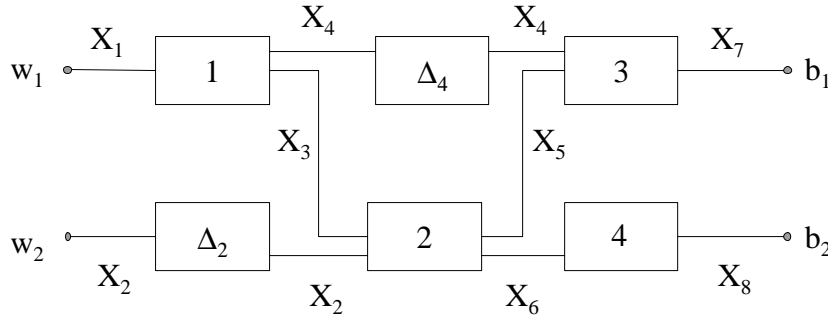 X₁ X₄ X₄ X₇
w₁ 1 Δ₄ 3 b₁
X₃ X₅
w₂ Δ₂ 2 4 b₂
X₂ X₂ X₆ X₈